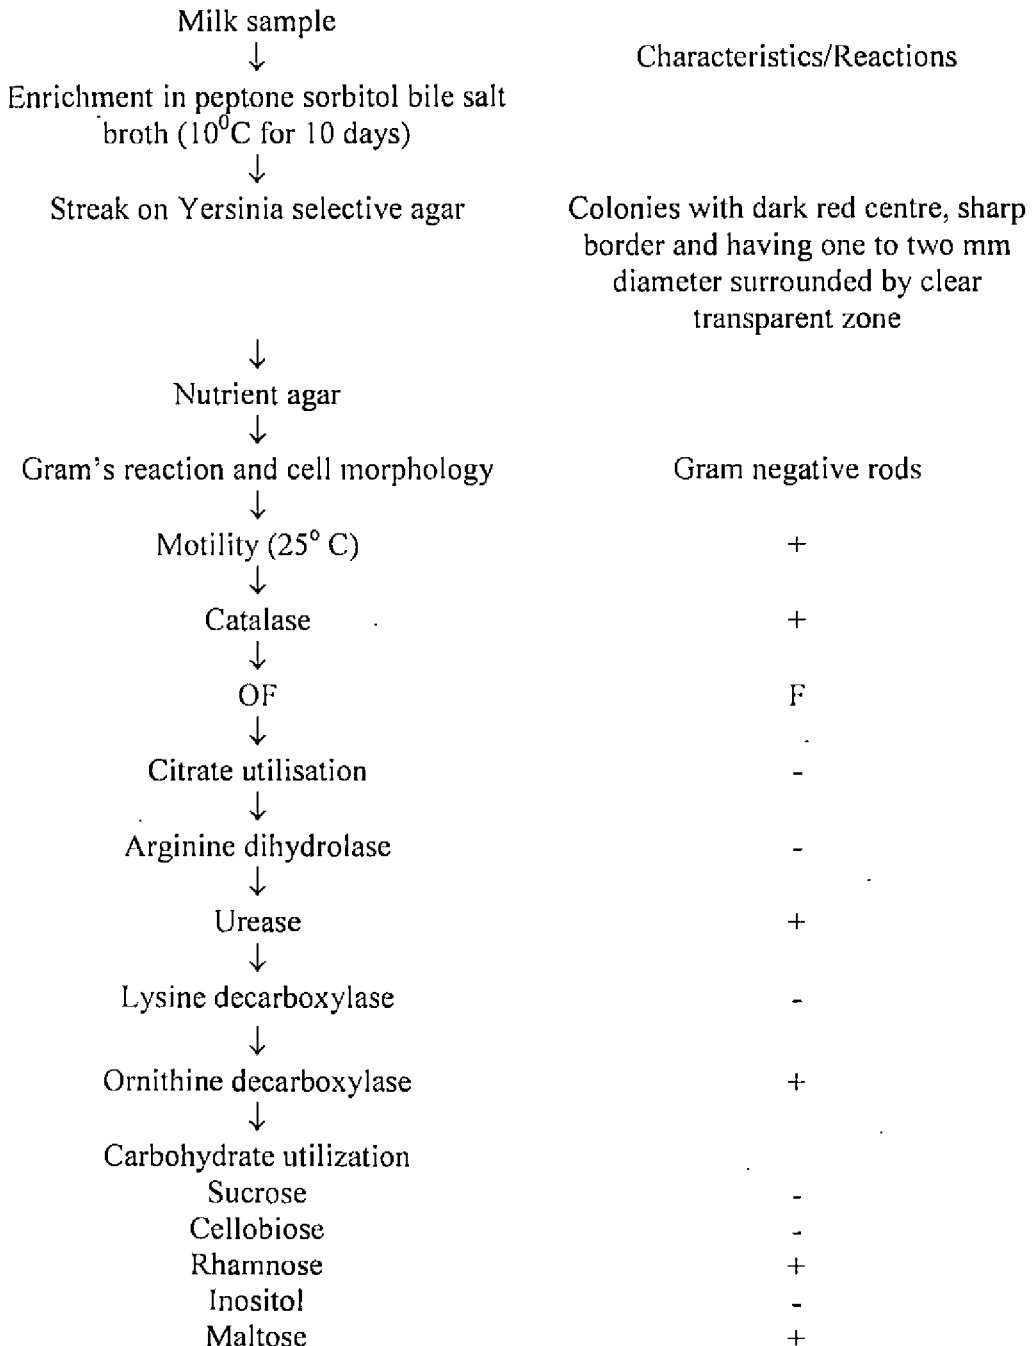 Milk sample
↓
Characteristics/Reactions
Enrichment in peptone sorbitol bile salt
broth (10⁰C for 10 days)
↓
Streak on Yersinia selective agar
Colonies with dark red centre, sharp
border and having one to two mm
diameter surrounded by clear
transparent zone
↓
Nutrient agar
↓
Gram's reaction and cell morphology Gram negative rods
↓
Motility (25° C) +
↓
Catalase +
↓
OF F
↓
Citrate utilisation -
↓
Arginine dihydrolase -
↓
Urease +
↓
Lysine decarboxylase -
↓
Ornithine decarboxylase +
↓
Carbohydrate utilization
Sucrose -
Cellobiose -
Rhamnose +
Inositol -
Maltose +